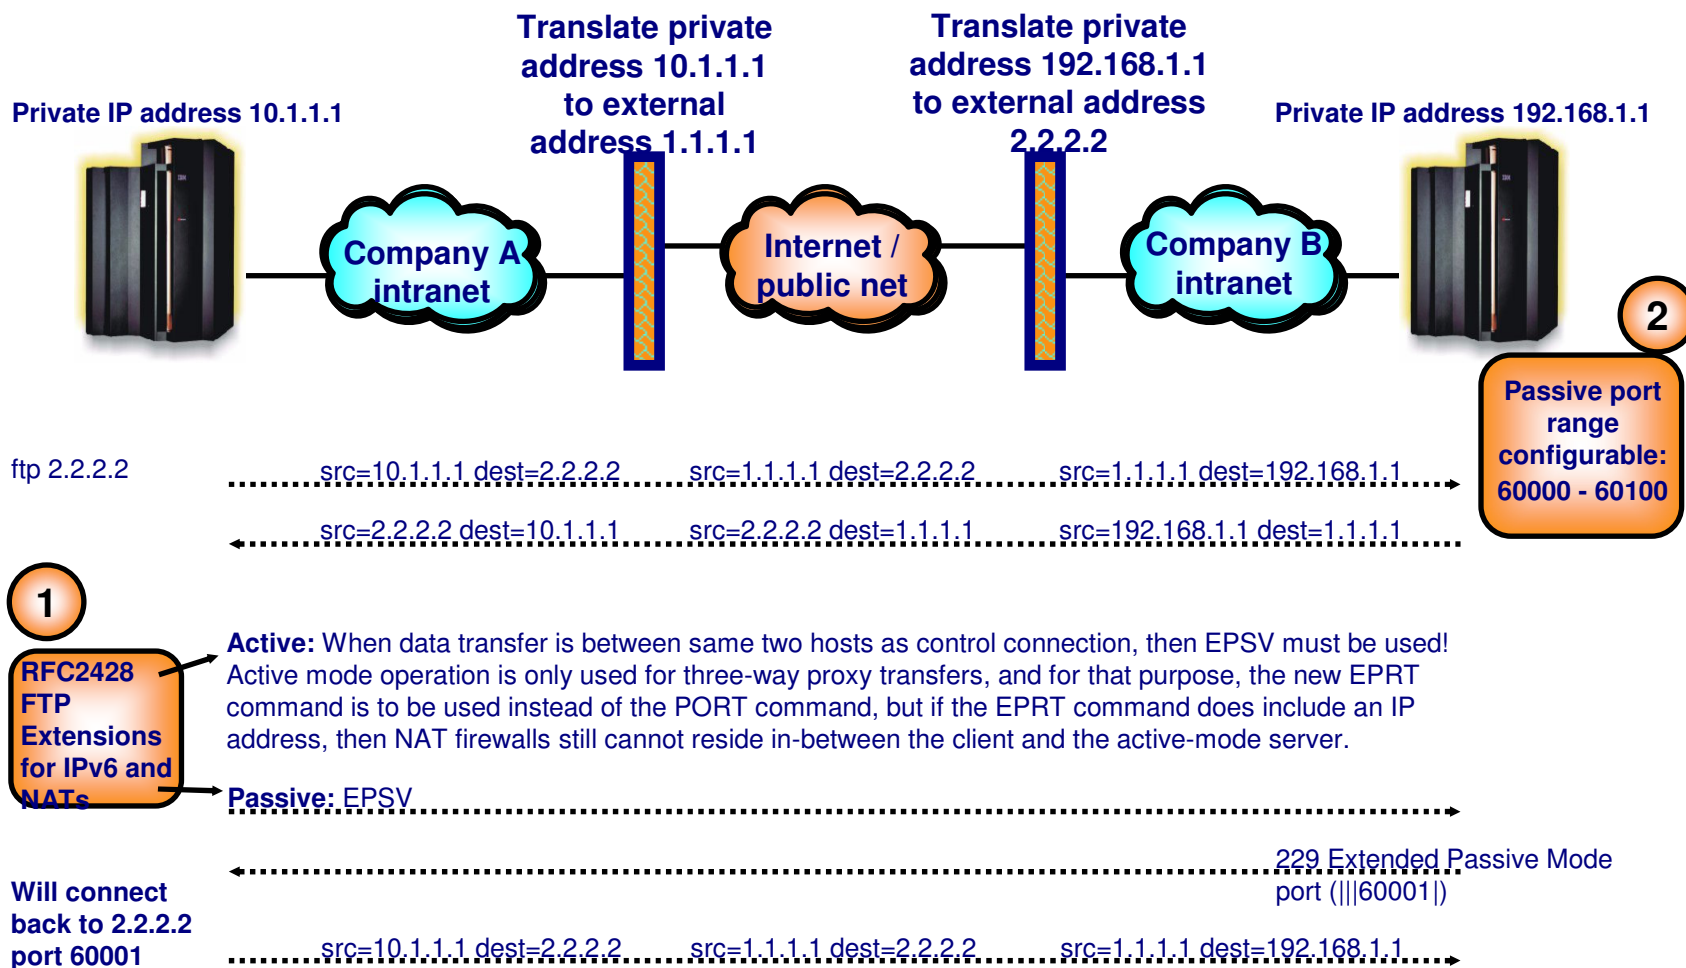 Translate private
address 10.1.1.1
to external
address 1.1.1.1
Translate private
address 192.168.1.1
to external address
2.2.2.2
Private IP address 10.1.1.1
Private IP address 192.168.1.1
Company A
intranet
Internet /
public net
Company B
intranet
2
Passive port
range
configurable:
60000 - 60100
ftp 2.2.2.2
src=10.1.1.1 dest=2.2.2.2
src=1.1.1.1 dest=2.2.2.2
src=1.1.1.1 dest=192.168.1.1
src=2.2.2.2 dest=10.1.1.1
src=2.2.2.2 dest=1.1.1.1
src=192.168.1.1 dest=1.1.1.1
1
RFC2428
FTP
Extensions
for IPv6 and
NATs
Active: When data transfer is between same two hosts as control connection, then EPSV must be used!
Active mode operation is only used for three-way proxy transfers, and for that purpose, the new EPRT
command is to be used instead of the PORT command, but if the EPRT command does include an IP
address, then NAT firewalls still cannot reside in-between the client and the active-mode server.
Passive: EPSV
229 Extended Passive Mode
port (|||60001|)
Will connect
back to 2.2.2.2
port 60001
src=10.1.1.1 dest=2.2.2.2
src=1.1.1.1 dest=2.2.2.2
src=1.1.1.1 dest=192.168.1.1